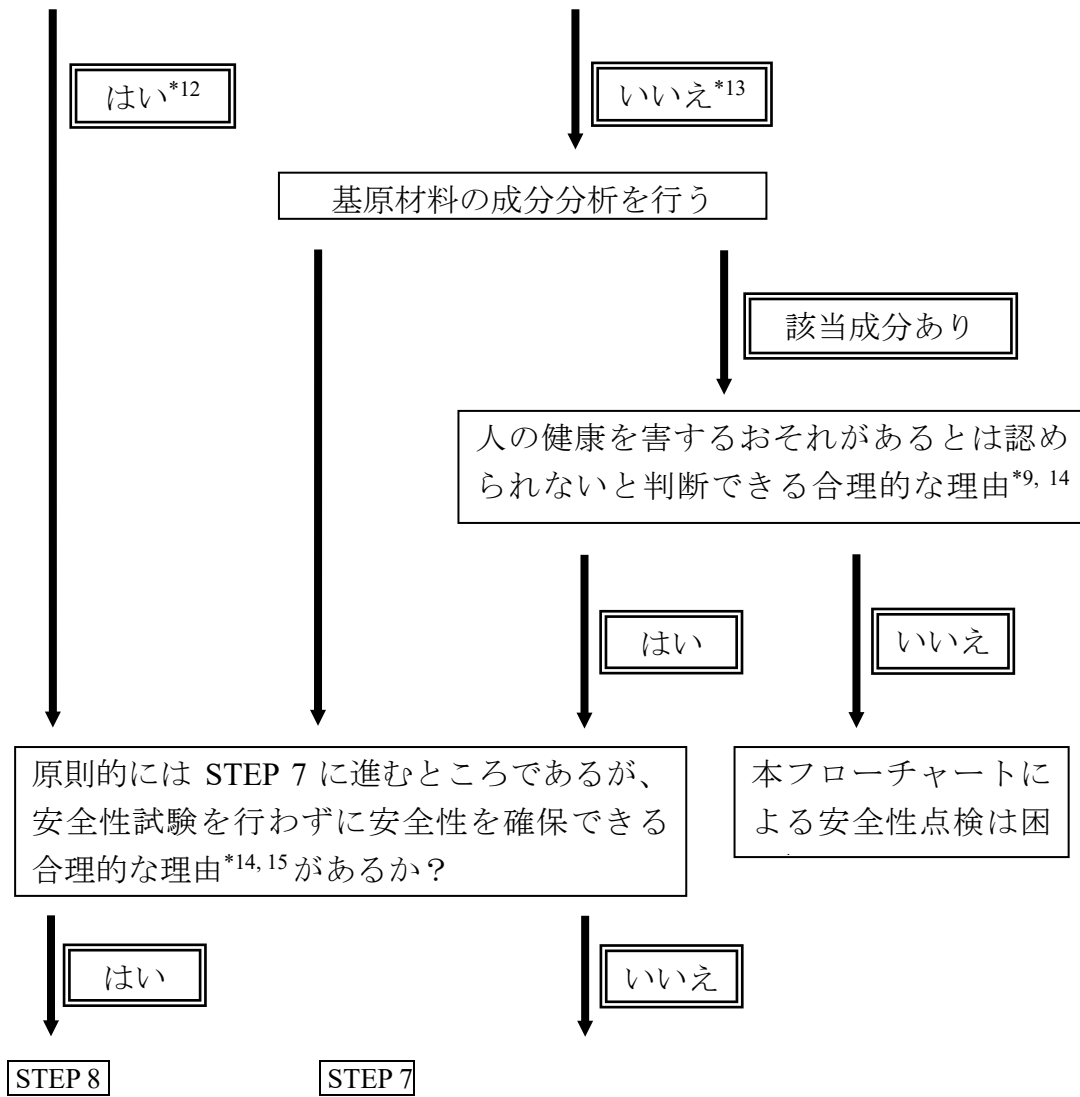 はい*12
いいえ*13
基原材料の成分分析を行う
該当成分あり
人の健康を害するおそれがあるとは認め
られないと判断できる合理的な理由*9, 14
はい
いいえ
原則的には STEP 7 に進むところであるが、
安全性試験を行わずに安全性を確保できる
合理的な理由*14, 15 があるか?
本フローチャートに
よる安全性点検は困
はい
いいえ
STEP 8
STEP 7